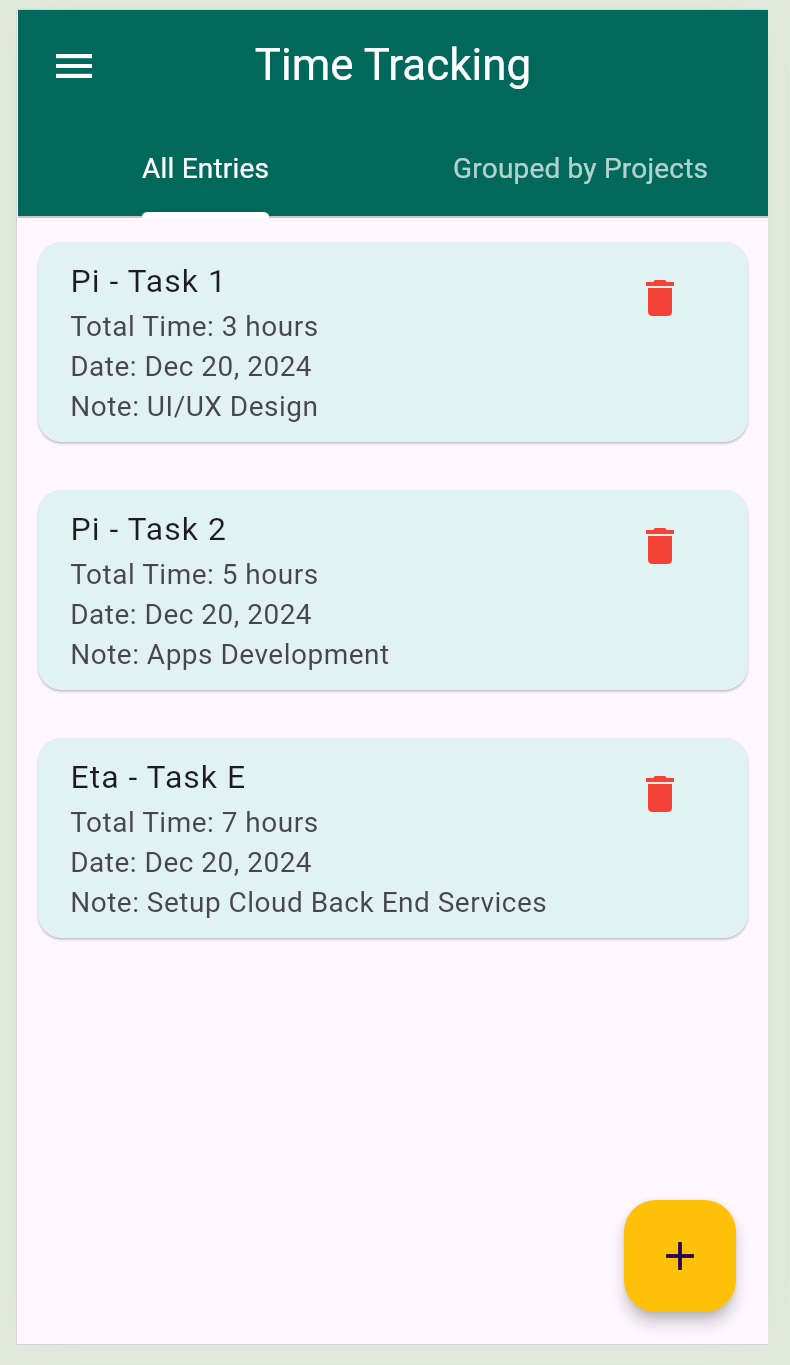 Time Tracking
All Entries
Grouped by Projects
Pi - Task 1
Total Time: 3 hours
Date: Dec 20, 2024
Note: UI/UX Design
Pi - Task 2
Total Time: 5 hours
Date: Dec 20, 2024
Note: Apps Development
Eta - Task E
Total Time: 7 hours
Date: Dec 20, 2024
Note: Setup Cloud Back End Services